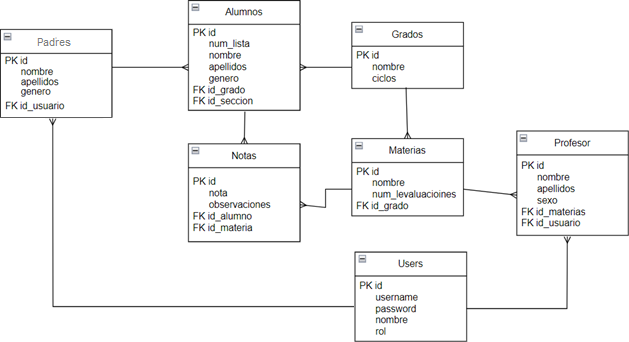 Padres
PK id
nombre
apellidos
genero
FK id_usuario
Alumnos
PK id
num_lista
nombre
apellidos
genero
FK id_grado
FK id_seccion
Grados
PK id
nombre
ciclos
Notas
PK id
nota
observaciones
FK id_alumno
FK id_materia
Materias
PK id
nombre
num_levaluacioines
FK id_grado
Profesor
PK id
nombre
apellidos
sexo
FK id_materias
FK id_usuario
Users
PK id
username
password
nombre
rol